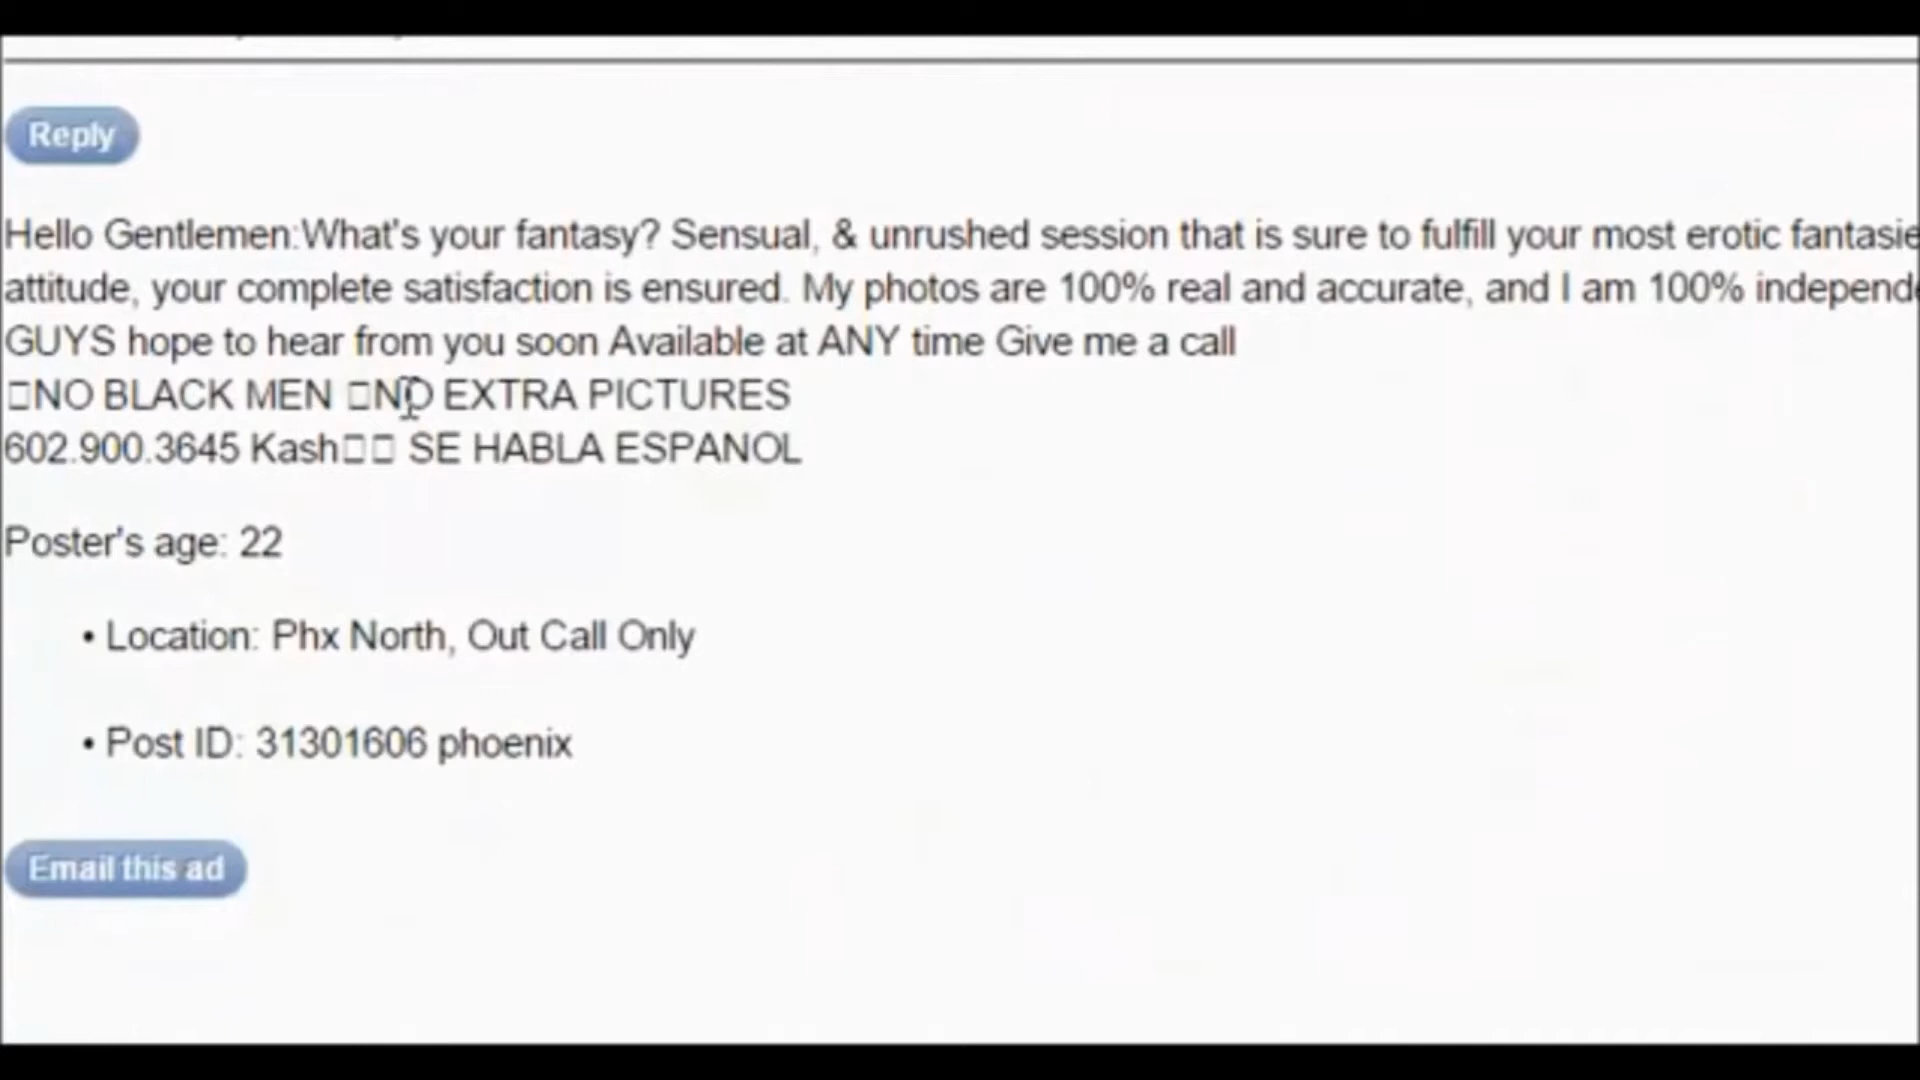 Reply
Hello Gentlemen:What's your fantasy? Sensual, & unrushed session that is sure to fulfill your most erotic
attitude, your complete satisfaction is ensured. My photos are 100% real and accurate, and I am 100%
GUYS hope to hear from you soon Available at ANY time Give me a call
□NO BLACK MEN □NO EXTRA PICTURES
602.900.3645 Kash□□ SE HABLA ESPANOL
Poster's age: 22
• Location: Phx North, Out Call Only
• Post ID: 31301606 phoenix
Email this ad